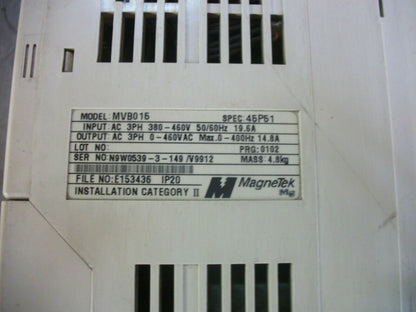 MODEL: MVB015 SPEC: 45P51
INPUT: AC 3PH 380-460V 50/60Hz 19.6A
OUTPUT: AC 3PH 0-460VAC Max.0-400Hz 14.8A
LOT NO: PRG: 0102
SER NO: N9W0539-3-149 /V9912 MASS 4.8kg
FILE NO: E153436 IP20
INSTALLATION CATEGORY II MagneTek